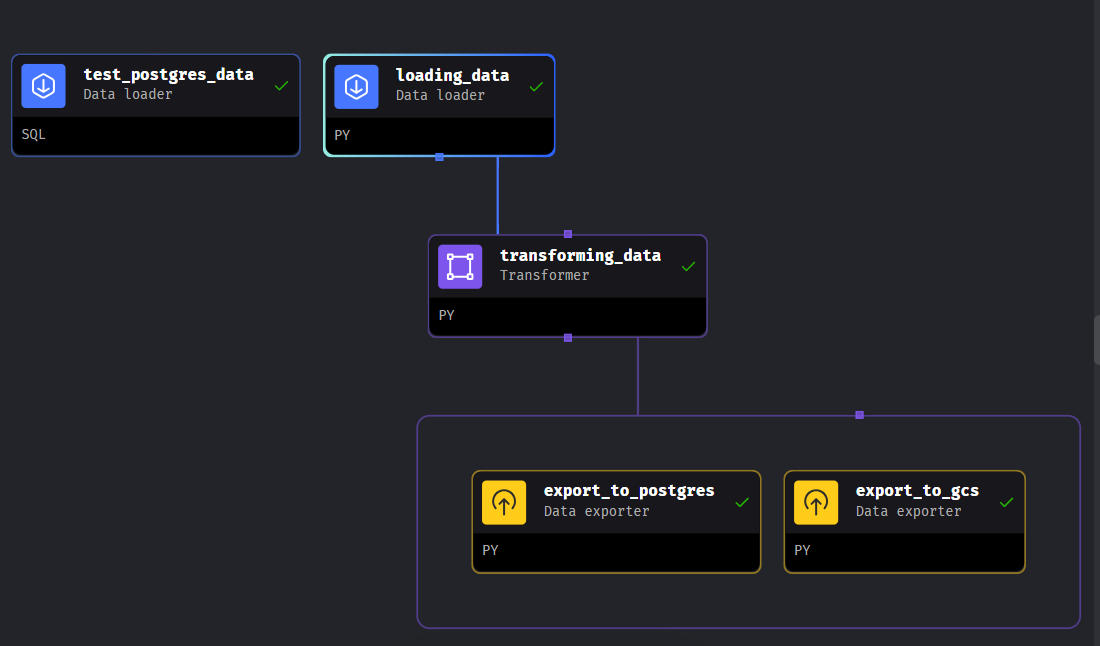 test_postgres_data
Data loader
SQL
loading_data
Data loader
PY
transforming_data
Transformer
PY
export_to_postgres
Data exporter
PY
export_to_gcs
Data exporter
PY